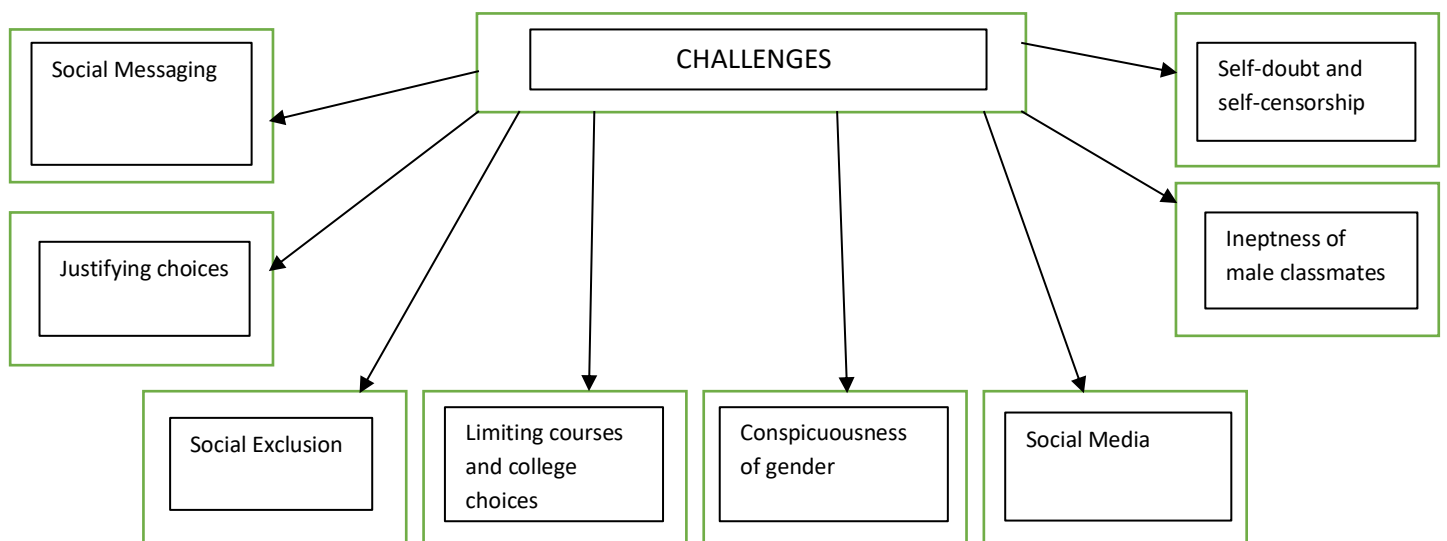 CHALLENGES
Social Messaging
Self-doubt and
self-censorship
Justifying choices
Ineptness of
male classmates
Social Exclusion
Limiting courses
and college
choices
Conspicuousness
of gender
Social Media